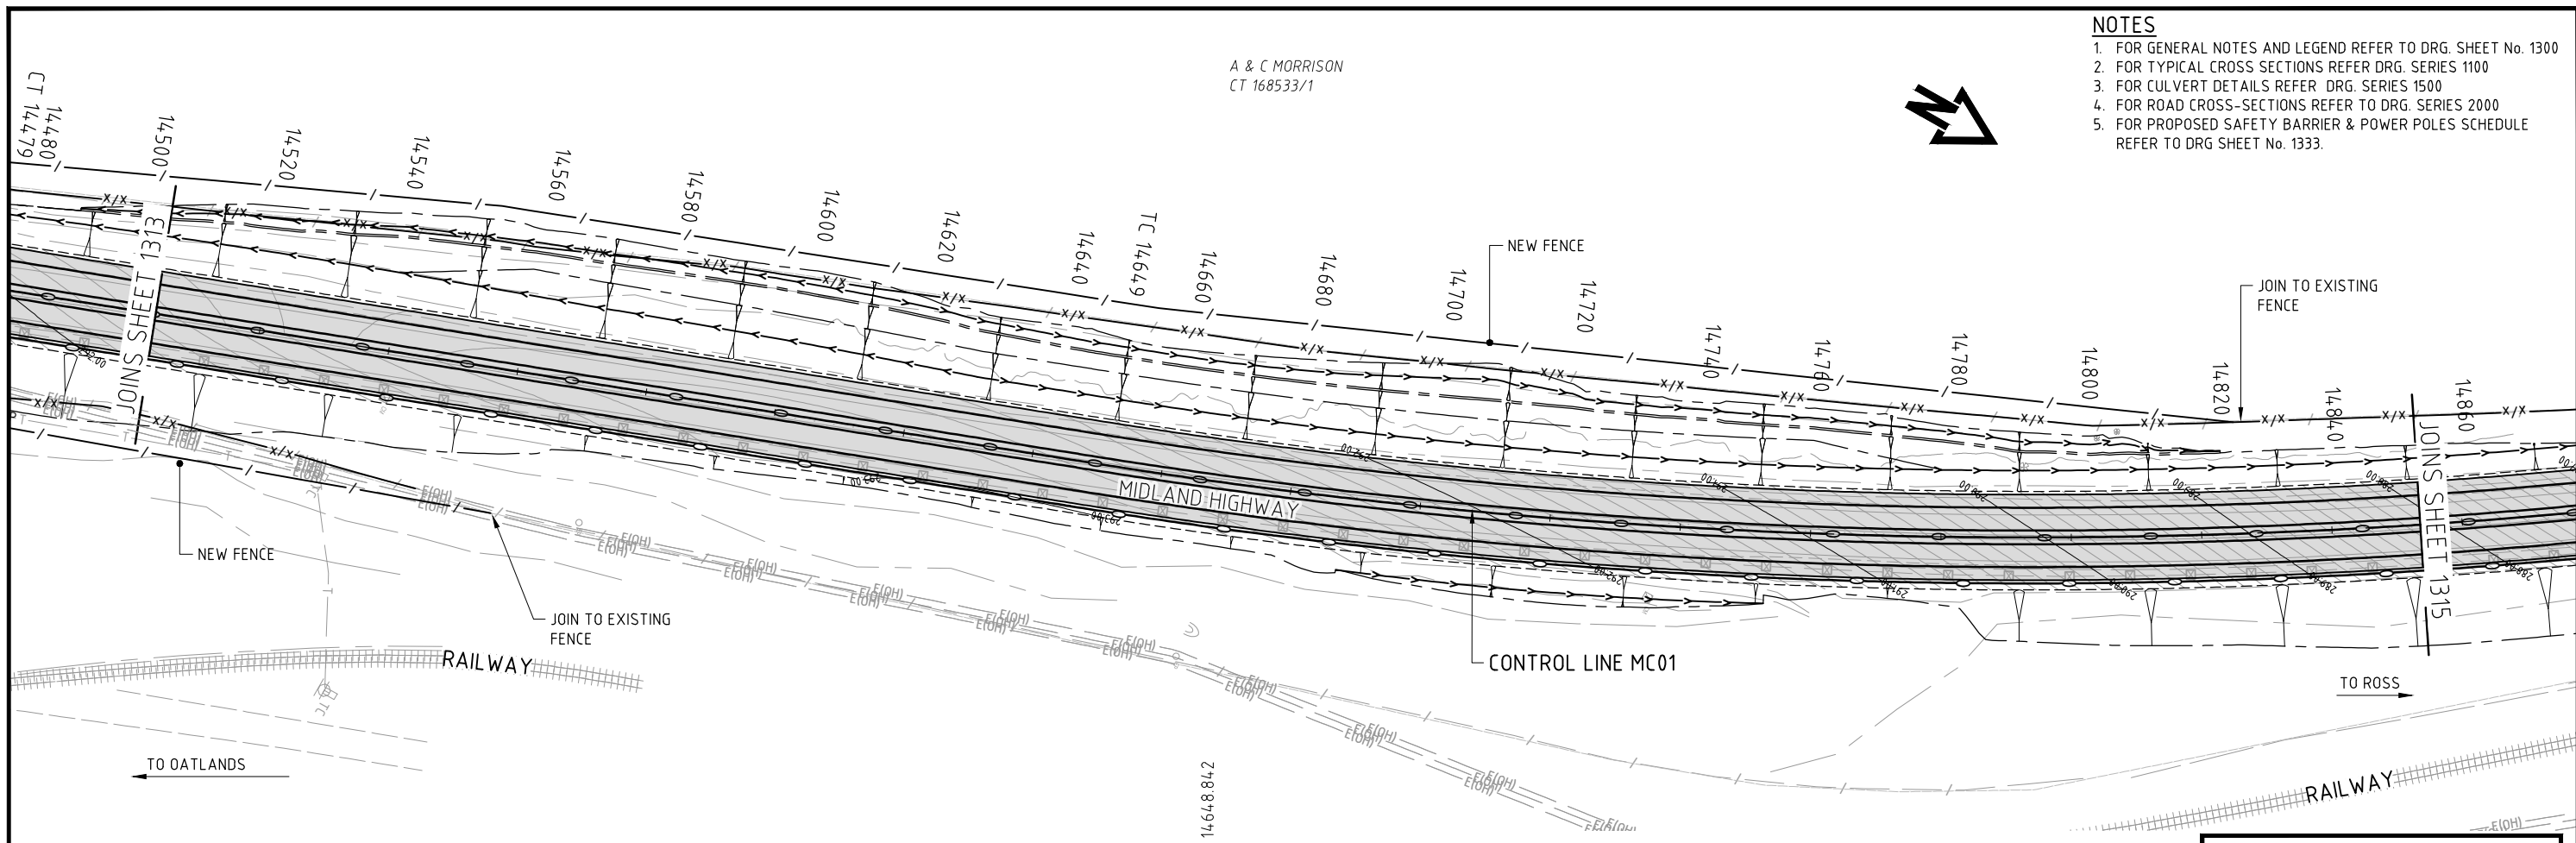 NOTES
1. FOR GENERAL NOTES AND LEGEND REFER TO DRG. SHEET No. 1300
2. FOR TYPICAL CROSS SECTIONS REFER DRG. SERIES 1100
3. FOR CULVERT DETAILS REFER DRG. SERIES 1500
4. FOR ROAD CROSS-SECTIONS REFER TO DRG. SERIES 2000
5. FOR PROPOSED SAFETY BARRIER & POWER POLES SCHEDULE
REFER TO DRG SHEET No. 1333.
A & C MORRISON
CT 168533/1
CT 14479
14480
14500
14520
14540
14560
14580
14600
14620
14640
TC 14649
14660
14680
14700
14720
14740
14760
14780
14800
14820
14840
14860
JOINS SHEET 1313
JOINS SHEET 1315
NEW FENCE
JOIN TO EXISTING
FENCE
MIDLAND HIGHWAY
NEW FENCE
JOIN TO EXISTING
FENCE
CONTROL LINE MC01
RAILWAY
TO ROSS
TO OATLANDS
14648.842
RAILWAY
E(OH)